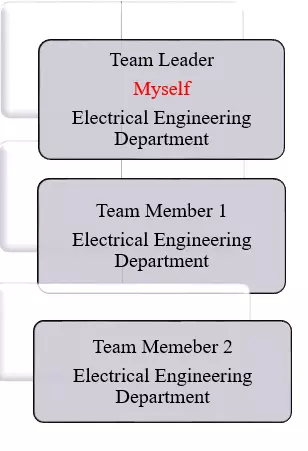 Team Leader
Myself
Electrical Engineering
Department
Team Member 1
Electrical Engineering
Department
Team Memeber 2
Electrical Engineering
Department